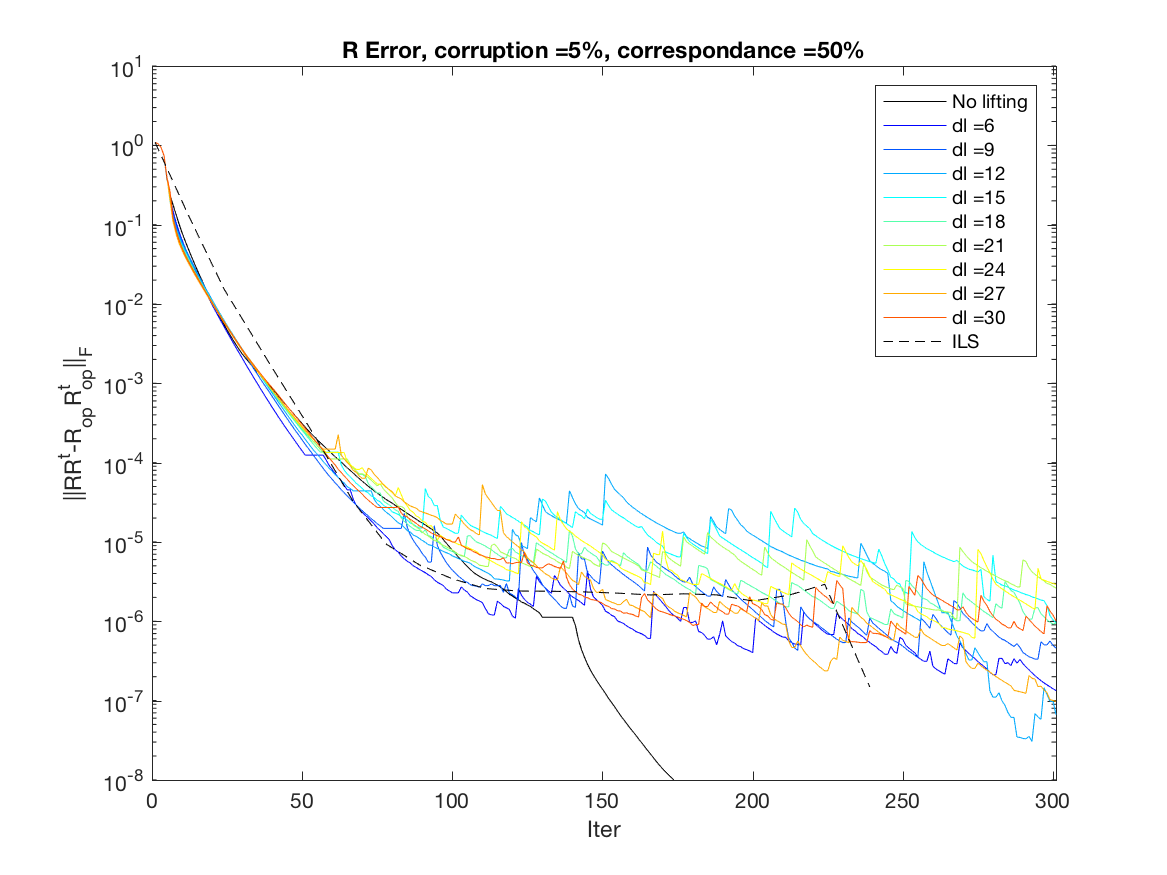 R Error, corruption =5%, correspondance =50%
10^1
10^0
10^-1
10^-2
10^-3
10^-4
10^-5
10^-6
10^-7
10^-8
||RR^t-R_op R^t_op||_F
No lifting
dl =6
dl =9
dl =12
dl =15
dl =18
dl =21
dl =24
dl =27
dl =30
ILS
0 50 100 150 200 250 300
Iter